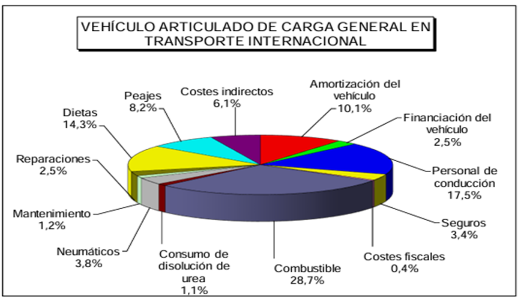 VEHÍCULO ARTICULADO DE CARGA GENERAL EN
TRANSPORTE INTERNACIONAL
Costes indirectos
6,1%
Amortización del
vehículo
10,1%
Financiación del
vehículo
2,5%
Personal de
conducción
17,5%
Seguros
3,4%
Costes fiscales
0,4%
Combustible
28,7%
Consumo de
disolución de
urea
1,1%
Neumáticos
3,8%
Mantenimiento
1,2%
Reparaciones
2,5%
Dietas
14,3%
Peajes
8,2%